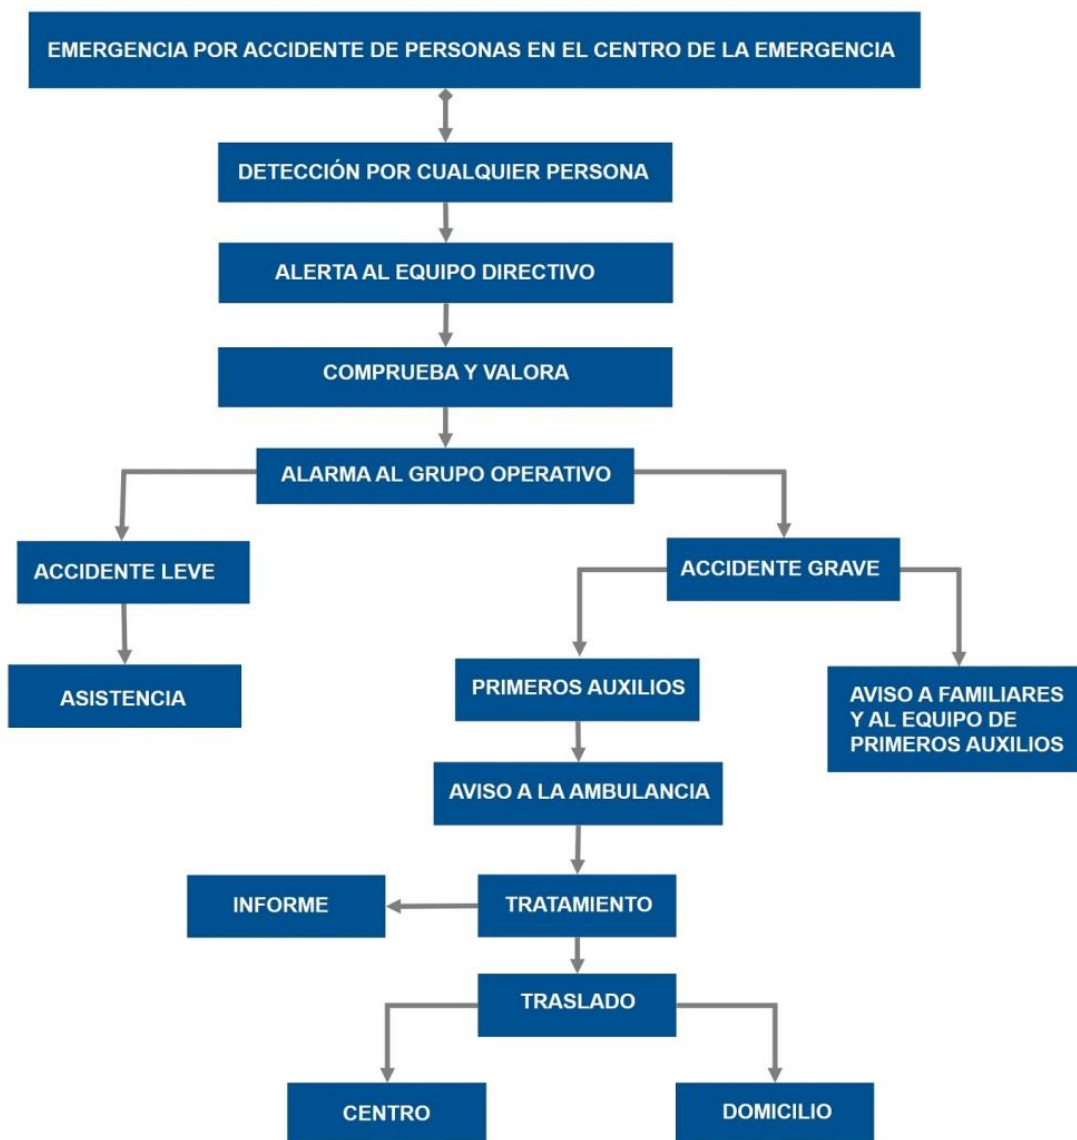 EMERGENCIA POR ACCIDENTE DE PERSONAS EN EL CENTRO DE LA EMERGENCIA
DETECCIÓN POR CUALQUIER PERSONA
ALERTA AL EQUIPO DIRECTIVO
COMPRUEBA Y VALORA
ALARMA AL GRUPO OPERATIVO
ACCIDENTE LEVE
ACCIDENTE GRAVE
ASISTENCIA
PRIMEROS AUXILIOS
AVISO A FAMILIARES
Y AL EQUIPO DE
PRIMEROS AUXILIOS
AVISO A LA AMBULANCIA
INFORME
TRATAMIENTO
TRASLADO
CENTRO
DOMICILIO